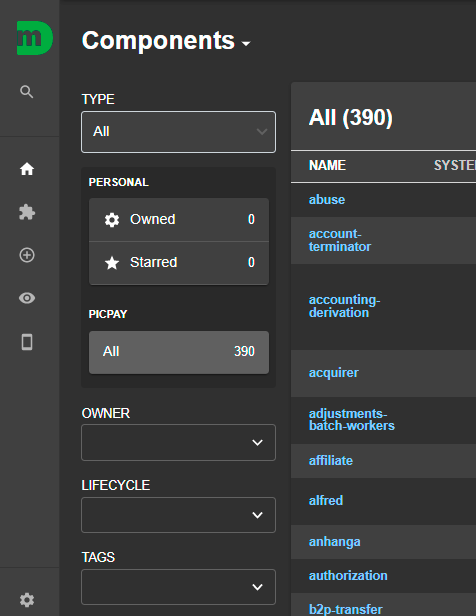 m
Components
TYPE
All
PERSONAL
Owned 0
Starred 0
PICPAY
All 390
OWNER
LIFECYCLE
TAGS
All (390)
NAME SYSTE
abuse
account-
terminator
accounting-
derivation
acquirer
adjustments-
batch-workers
affiliate
alfred
anhanga
authorization
b2p-transfer